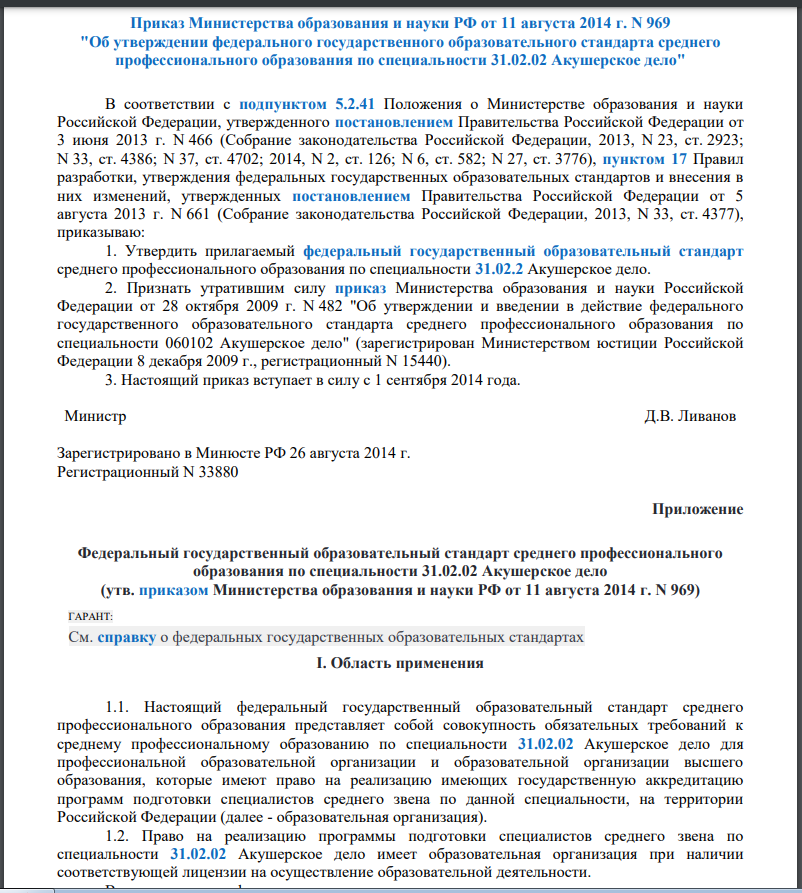 Приказ Министерства образования и науки РФ от 11 августа 2014 г. N 969
"Об утверждении федерального государственного образовательного стандарта среднего
профессионального образования по специальности 31.02.02 Акушерское дело"
В соответствии с подпунктом 5.2.41 Положения о Министерстве образования и науки
Российской Федерации, утвержденного постановлением Правительства Российской Федерации от
3 июня 2013 г. N 466 (Собрание законодательства Российской Федерации, 2013, N 23, ст. 2923;
N 33, ст. 4386; N 37, ст. 4702; 2014, N 2, ст. 126; N 6, ст. 582; N 27, ст. 3776), пунктом 17 Правил
разработки, утверждения федеральных государственных образовательных стандартов и внесения в
них изменений, утвержденных постановлением Правительства Российской Федерации от 5
августа 2013 г. N 661 (Собрание законодательства Российской Федерации, 2013, N 33, ст. 4377),
приказываю:
1. Утвердить прилагаемый федеральный государственный образовательный стандарт
среднего профессионального образования по специальности 31.02.2 Акушерское дело.
2. Признать утратившим силу приказ Министерства образования и науки Российской
Федерации от 28 октября 2009 г. N 482 "Об утверждении и введении в действие федерального
государственного образовательного стандарта среднего профессионального образования по
специальности 060102 Акушерское дело" (зарегистрирован Министерством юстиции Российской
Федерации 8 декабря 2009 г., регистрационный N 15440).
3. Настоящий приказ вступает в силу с 1 сентября 2014 года.
Министр Д.В. Ливанов
Зарегистрировано в Минюсте РФ 26 августа 2014 г.
Регистрационный N 33880
Приложение
Федеральный государственный образовательный стандарт среднего профессионального
образования по специальности 31.02.02 Акушерское дело
(утв. приказом Министерства образования и науки РФ от 11 августа 2014 г. N 969)
ГАРАНТ:
См. справку о федеральных государственных образовательных стандартах
I. Область применения
1.1. Настоящий федеральный государственный образовательный стандарт среднего
профессионального образования представляет собой совокупность обязательных требований к
среднему профессиональному образованию по специальности 31.02.02 Акушерское дело для
профессиональной образовательной организации и образовательной организации высшего
образования, которые имеют право на реализацию имеющих государственную аккредитацию
программ подготовки специалистов среднего звена по данной специальности, на территории
Российской Федерации (далее - образовательная организация).
1.2. Право на реализацию программы подготовки специалистов среднего звена по
специальности 31.02.02 Акушерское дело имеет образовательная организация при наличии
соответствующей лицензии на осуществление образовательной деятельности.